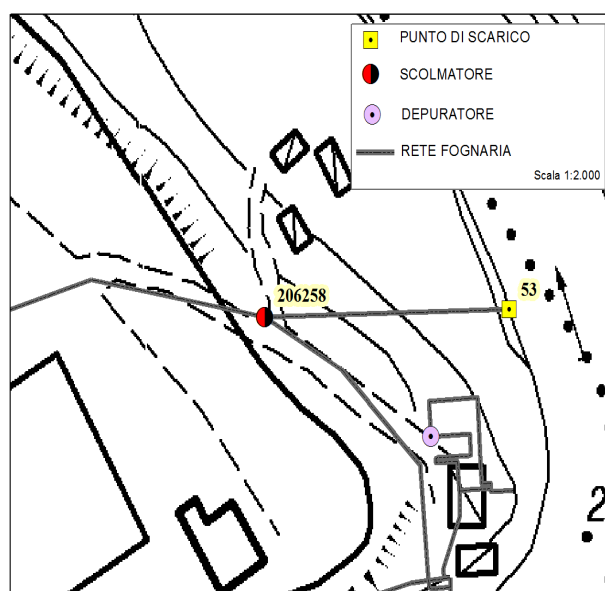 PUNTO DI SCARICO
SCOLMATORE
DEPURATORE
RETE FOGNARIA
Scala 1:2.000
206258
53
2